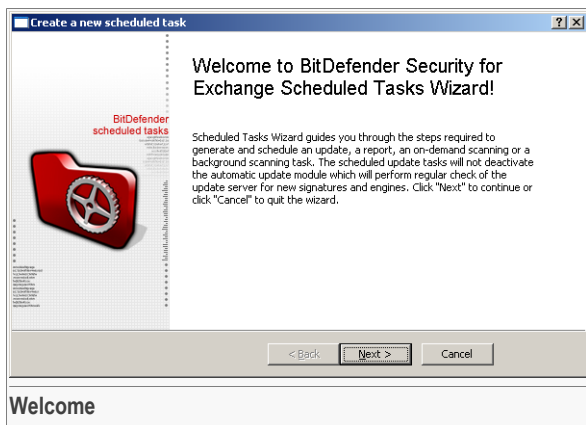 Create a new scheduled task
Welcome to BitDefender Security for
Exchange Scheduled Tasks Wizard!
BitDefender
scheduled tasks
Scheduled Tasks Wizard guides you through the steps required to
generate and schedule an update, a report, an on-demand scanning or a
background scanning task. The scheduled update tasks will not deactivate
the automatic update module which will perform regular check of the
update server for new signatures and engines. Click "Next" to continue or
click "Cancel" to quit the wizard.
< Back
Next >
Cancel
Welcome